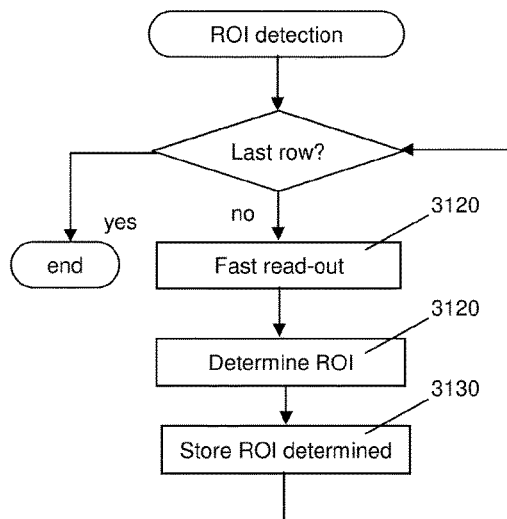 ROI detection
Last row?
yes
no
end
3120
Fast read-out
3120
Determine ROI
3130
Store ROI determined